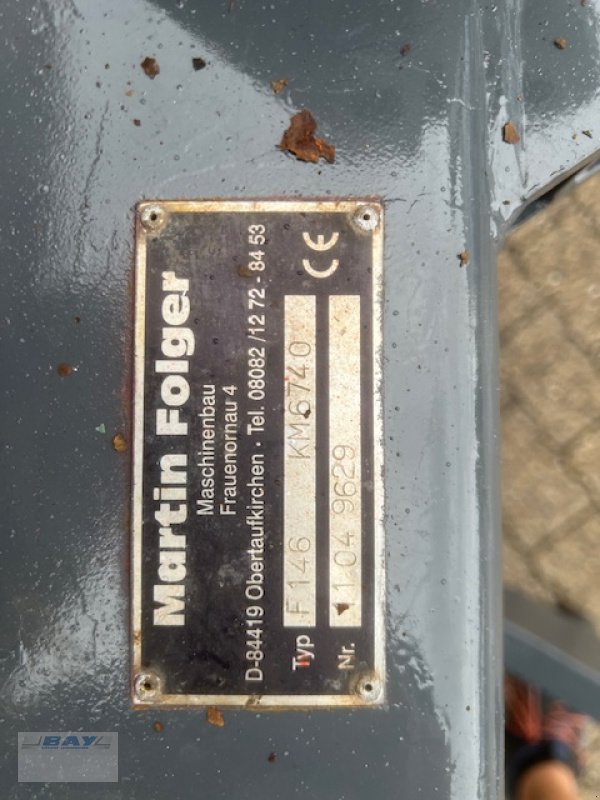 Martin Folger
Maschinenbau
Frauenornau 4
D-84419 Obertaufkirchen · Tel. 08082 /12 72 - 84 53
Typ F146 KM6740 CE
Nr. 11.04 9629
BAY